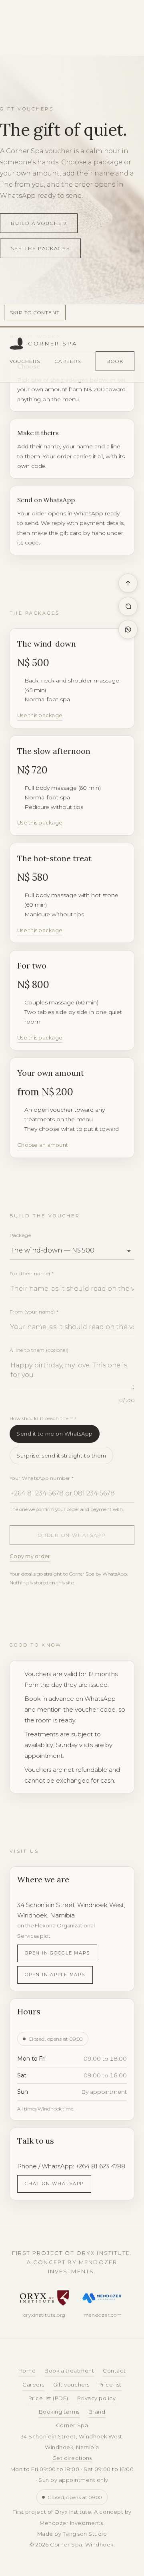 GIFT VOUCHERS
The gift of quiet.
A Corner Spa voucher is a calm hour in
someone's hands. Choose a package or
your own amount, add their name and a
line from you, and the order opens in
WhatsApp ready to send.
BUILD A VOUCHER
SEE THE PACKAGES
SKIP TO CONTENT
CORNER SPA
VOUCHERS
CAREERS
BOOK
your own amount from N$ 200 toward
anything on the menu.
Make it theirs
Add their name, your name and a line
to them. Your order carries it all, with its
own code.
Send on WhatsApp
Your order opens in WhatsApp ready
to send. We reply with payment details,
then make the gift card by hand under
its code.
THE PACKAGES
The wind-down
N$ 500
Back, neck and shoulder massage
(45 min)
Normal foot spa
Use this package
The slow afternoon
N$ 720
Full body massage (60 min)
Normal foot spa
Pedicure without tips
Use this package
The hot-stone treat
N$ 580
Full body massage with hot stone
(60 min)
Manicure without tips
Use this package
For two
N$ 800
Couples massage (60 min)
Two tables side by side in one quiet
room
Use this package
Your own amount
from N$ 200
An open voucher toward any
treatments on the menu
They choose what to put it toward
Choose an amount
BUILD THE VOUCHER
Package
The wind-down — N$ 500
For (their name) *
Their name, as it should read on the v
From (your name) *
Your name, as it should read on the v
A line to them (optional)
Happy birthday, my love. This one is
for you.
0 / 200
How should it reach them?
Send it to me on WhatsApp
Surprise: send it straight to them
Your WhatsApp number *
+264 81 234 5678 or 081 234 5678
The one we confirm your order and payment with.
ORDER ON WHATSAPP
Copy my order
Your details go straight to Corner Spa by WhatsApp.
Nothing is stored on this site.
GOOD TO KNOW
Vouchers are valid for 12 months
from the day they are issued.
Book in advance on WhatsApp
and mention the voucher code, so
the room is ready.
Treatments are subject to
availability; Sunday visits are by
appointment.
Vouchers are not refundable and
cannot be exchanged for cash.
VISIT US
Where we are
34 Schonlein Street, Windhoek West,
Windhoek, Namibia
on the Flexona Organizational
Services plot
OPEN IN GOOGLE MAPS
OPEN IN APPLE MAPS
Hours
Closed, opens at 09:00
Mon to Fri 09:00 to 18:00
Sat 09:00 to 16:00
Sun By appointment
All times Windhoek time.
Talk to us
Phone / WhatsApp: +264 81 623 4788
CHAT ON WHATSAPP
FIRST PROJECT OF ORYX INSTITUTE.
A CONCEPT BY MENDOZER
INVESTMENTS.
ORYX
MENDOZER
oryxinstitute.org
mendozer.com
Home Book a treatment Contact
Careers Gift vouchers Price list
Price list (PDF) Privacy policy
Booking terms Brand
Corner Spa
34 Schonlein Street, Windhoek West,
Windhoek, Namibia
Get directions
Mon to Fri 09:00 to 18:00 · Sat 09:00 to 16:00
· Sun by appointment only
Closed, opens at 09:00
First project of Oryx Institute. A concept by
Mendozer Investments.
Made by Tangison Studio
© 2026 Corner Spa, Windhoek.